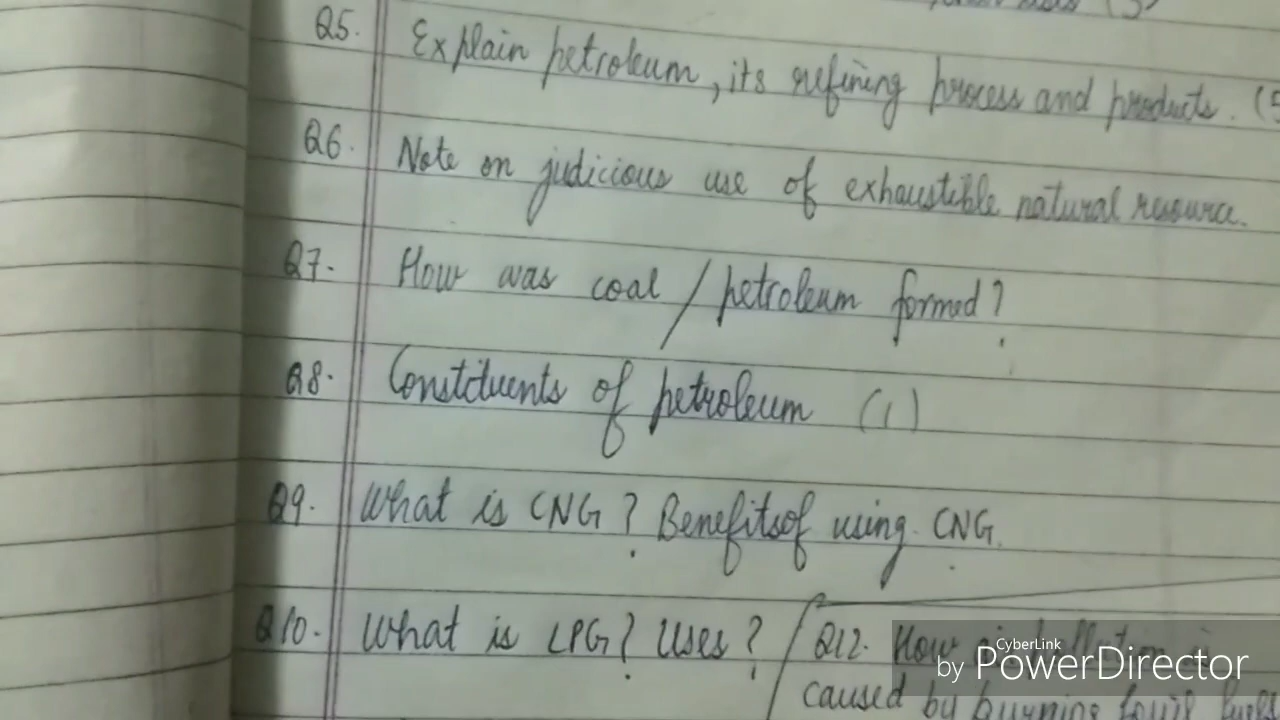 Q5. Explain petroleum, its refining process and products. (5
Q6. Note on judicious use of exhaustible natural resource.
Q7. How was coal / petroleum formed?
Q8. Constituents of petroleum (1)
Q9. What is CNG? Benefits of using CNG.
Q10. What is LPG? Uses? Q12. How
caused by burning fossil fuels
CyberLink
by PowerDirector